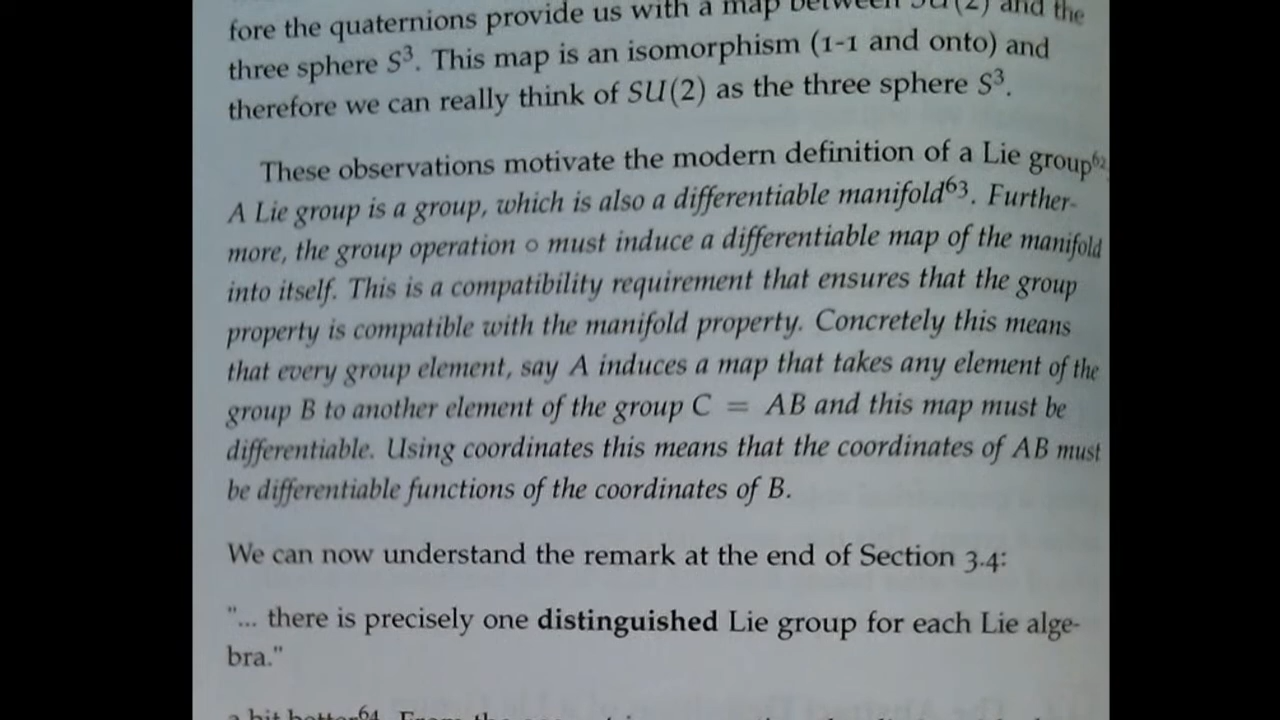 fore the quaternions provide us with a map between SU(2) and the
three sphere S³. This map is an isomorphism (1-1 and onto) and
therefore we can really think of SU(2) as the three sphere S³.
These observations motivate the modern definition of a Lie group⁶²
A Lie group is a group, which is also a differentiable manifold⁶³. Further-
more, the group operation ∘ must induce a differentiable map of the manifold
into itself. This is a compatibility requirement that ensures that the group
property is compatible with the manifold property. Concretely this means
that every group element, say A induces a map that takes any element of the
group B to another element of the group C = AB and this map must be
differentiable. Using coordinates this means that the coordinates of AB must
be differentiable functions of the coordinates of B.
We can now understand the remark at the end of Section 3.4:
"... there is precisely one distinguished Lie group for each Lie alge-
bra."
a bit better⁶⁴. From the